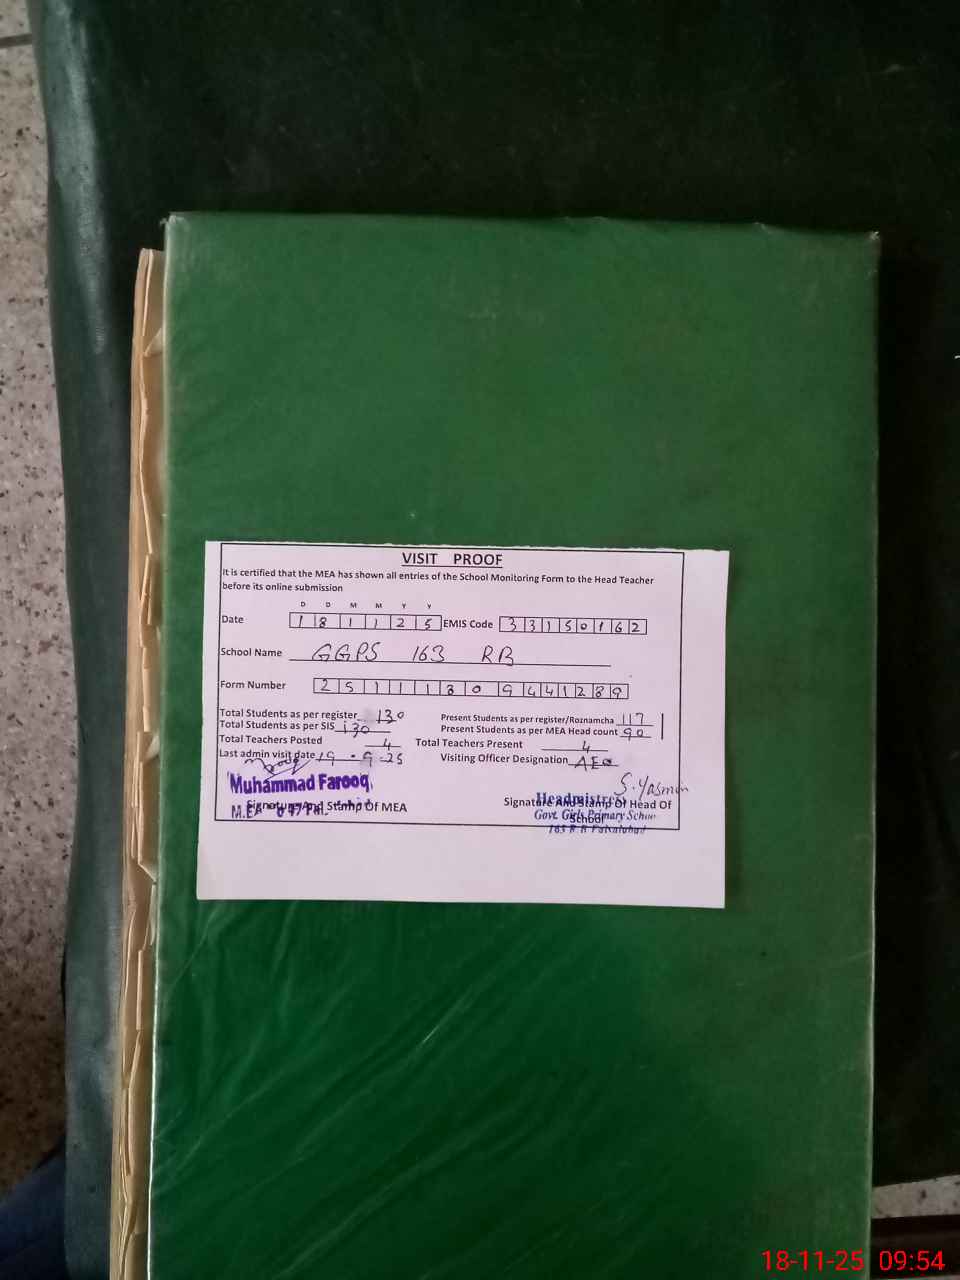 VISIT PROOF
It is certified that the MEA has shown all entries of the School Monitoring Form to the Head Teacher
before its online submission
D D M M Y Y
Date 1 8 1 1 2 5 EMIS Code 3 3 1 5 0 1 6 2
School Name GGPS 163 RB
Form Number 2 5 1 1 1 3 0 9 4 4 1 2 8 9
Total Students as per register 130 Present Students as per register/Roznamcha 117
Total Students as per SIS 130 Present Students as per MEA Head count 90
Total Teachers Posted 4 Total Teachers Present 4
Last admin visit date 19-9-25 Visiting Officer Designation AEO
S. Yasmin
Muhammad Farooq
Headmistress
Signature And Stamp Of MEA Signature And Stamp Of Head Of
M.EA
Govt. Girls Primary School
School
163 R.B Faisalabad
18-11-25 09:54